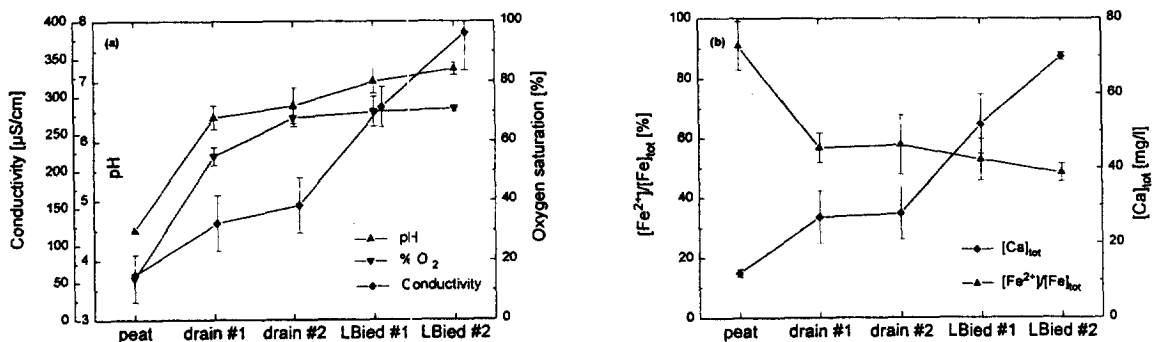 (a)
Conductivity [µS/cm]
400
350
300
250
200
150
100
50
0
pH
8
7
6
5
4
3
Oxygen saturation [%]
100
80
60
40
20
0
pH
% O2
Conductivity
peat drain #1 drain #2 LBied #1 LBied #2
(b)
[Fe2+]/[Fe]tot [%]
100
80
60
40
20
0
[Ca]tot [mg/l]
80
60
40
20
0
[Ca]tot
[Fe2+]/[Fe]tot
peat drain #1 drain #2 LBied #1 LBied #2